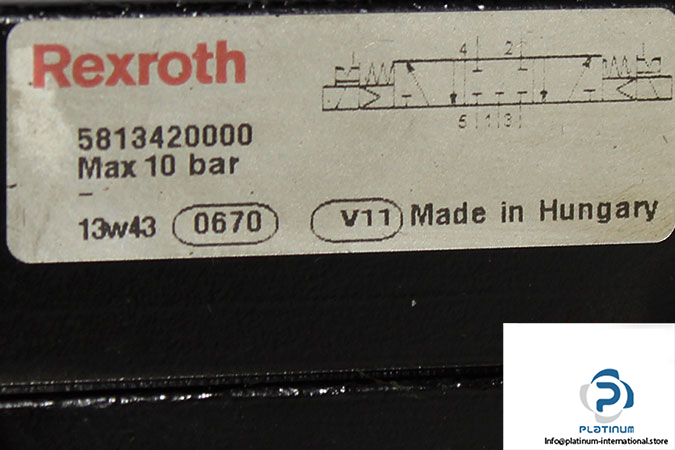 Rexroth
4 2
5 1 3
5813420000
Max 10 bar
–
13w43 0670 V11 Made in Hungary
PLATINUM
Info@platinum-international.store